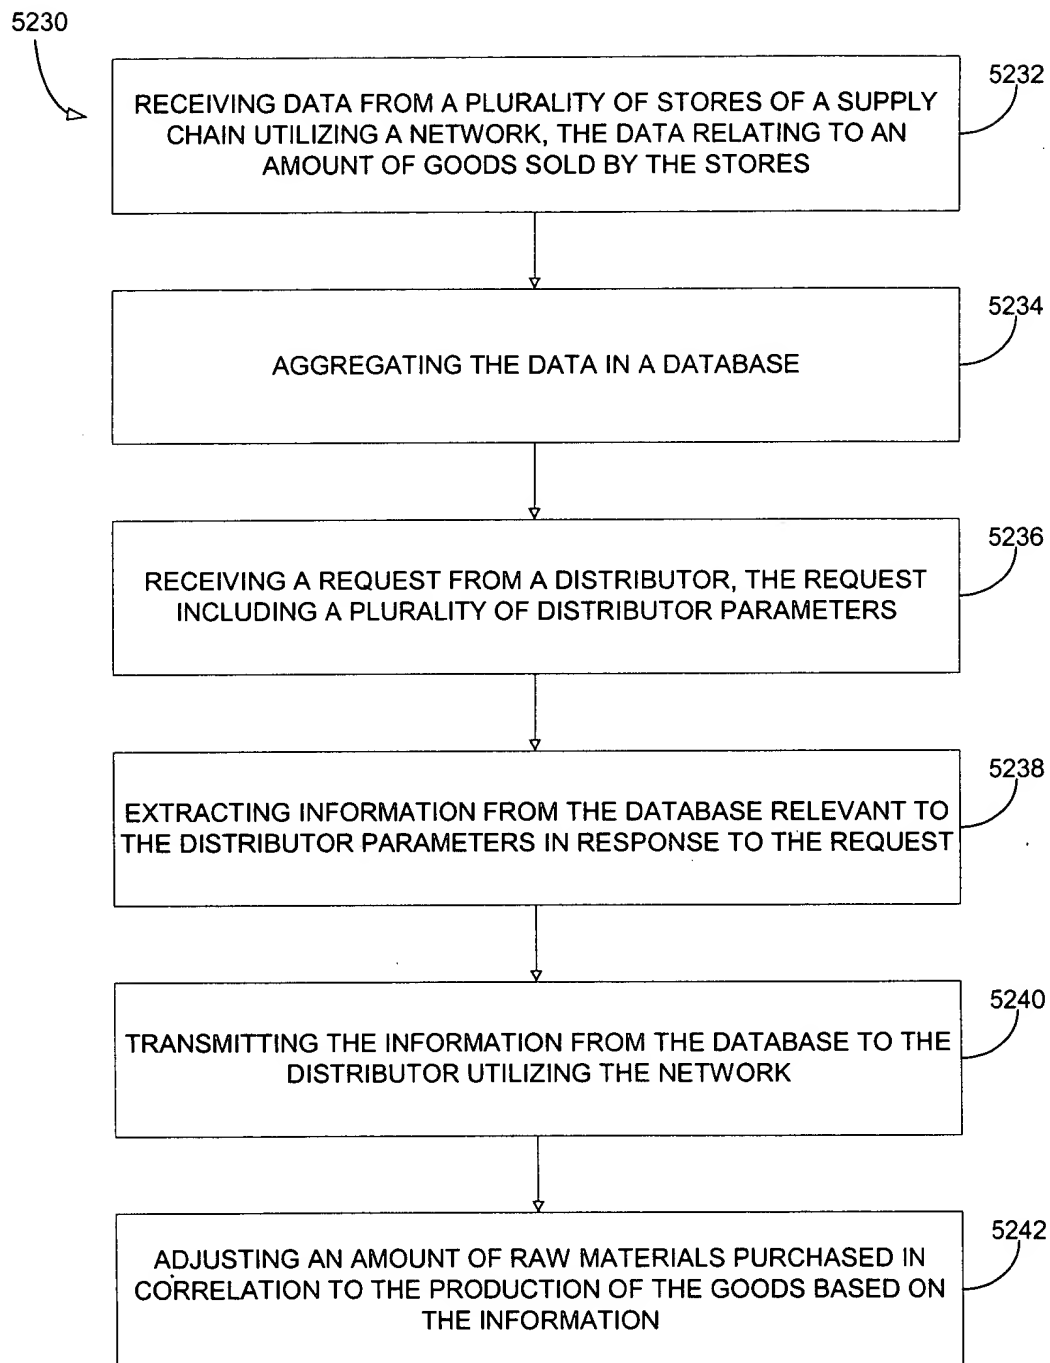 5230
5232
RECEIVING DATA FROM A PLURALITY OF STORES OF A SUPPLY
CHAIN UTILIZING A NETWORK, THE DATA RELATING TO AN
AMOUNT OF GOODS SOLD BY THE STORES
5234
AGGREGATING THE DATA IN A DATABASE
5236
RECEIVING A REQUEST FROM A DISTRIBUTOR, THE REQUEST
INCLUDING A PLURALITY OF DISTRIBUTOR PARAMETERS
5238
EXTRACTING INFORMATION FROM THE DATABASE RELEVANT TO
THE DISTRIBUTOR PARAMETERS IN RESPONSE TO THE REQUEST
5240
TRANSMITTING THE INFORMATION FROM THE DATABASE TO THE
DISTRIBUTOR UTILIZING THE NETWORK
5242
ADJUSTING AN AMOUNT OF RAW MATERIALS PURCHASED IN
CORRELATION TO THE PRODUCTION OF THE GOODS BASED ON
THE INFORMATION